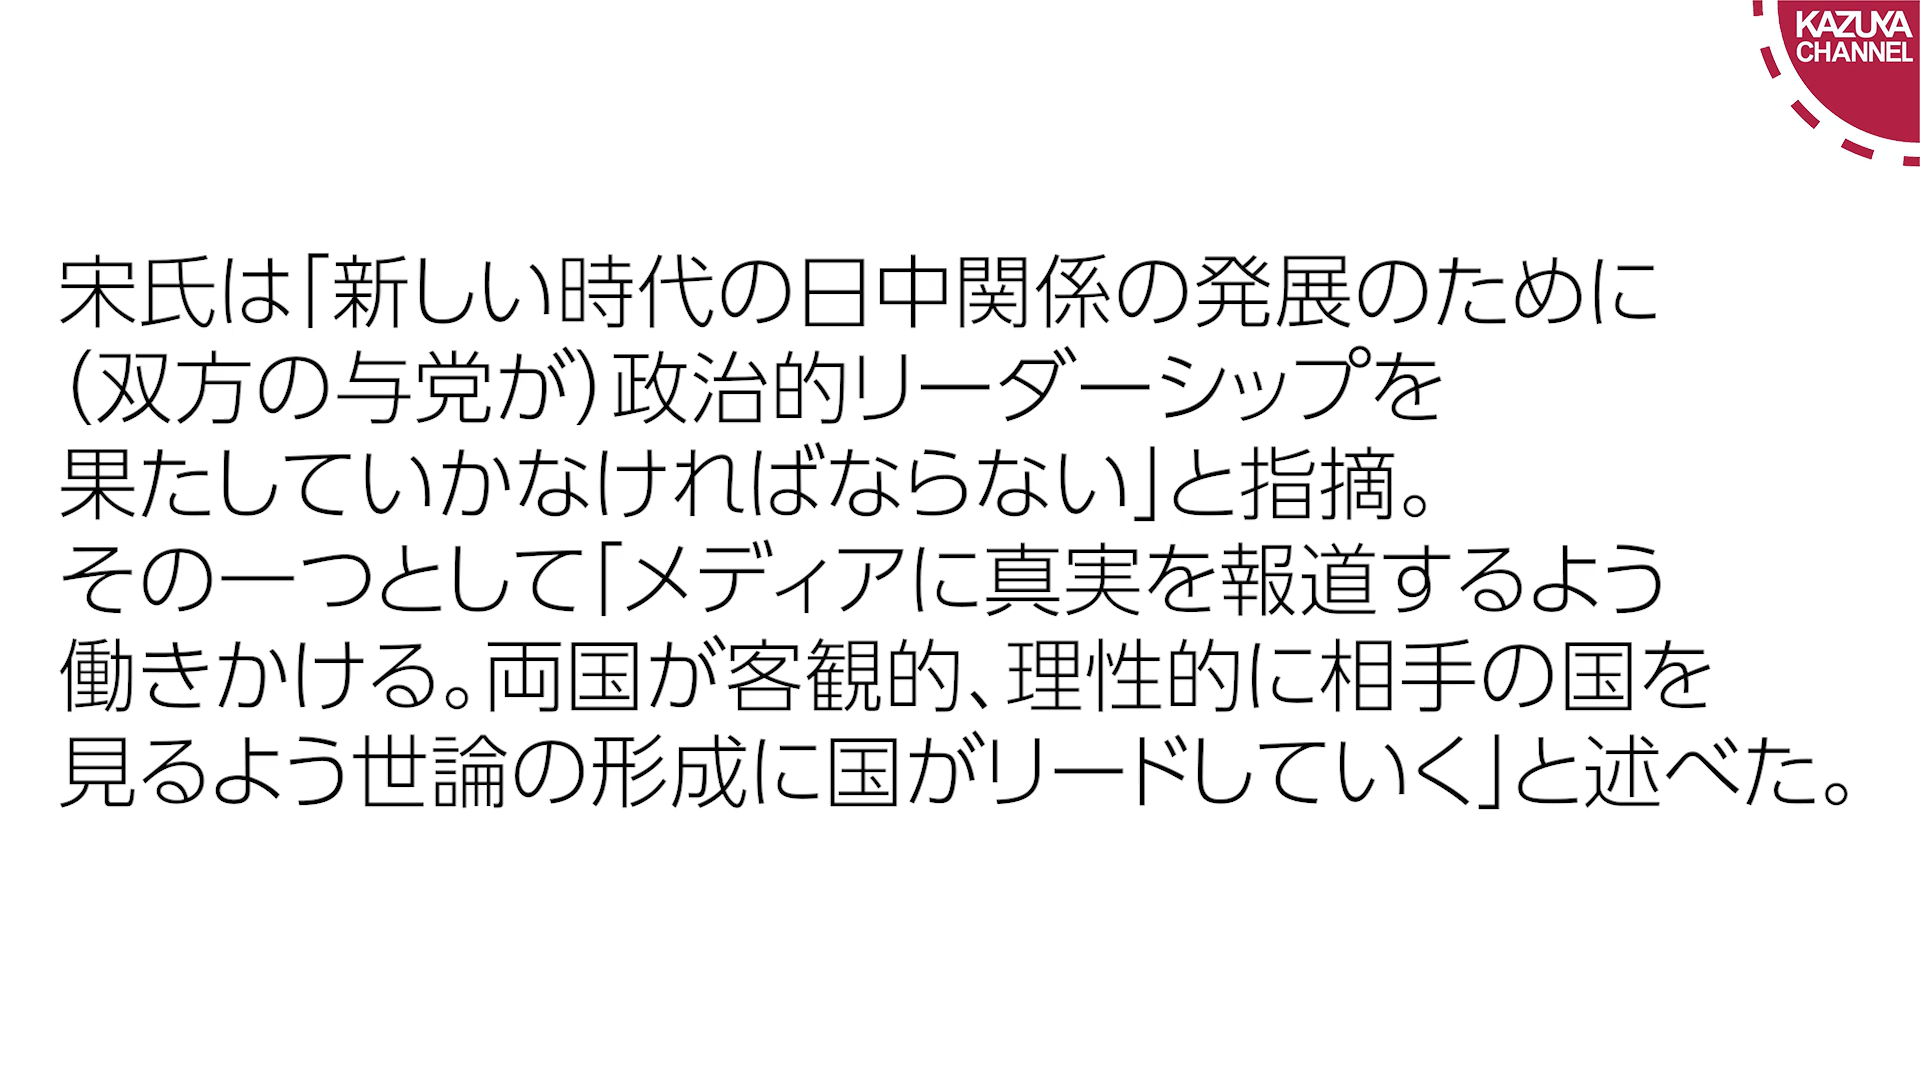 KAZUYA
CHANNEL
宋氏は「新しい時代の日中関係の発展のために
（双方の与党が）政治的リーダーシップを
果たしていかなければならない」と指摘。
その一つとして「メディアに真実を報道するよう
働きかける。両国が客観的、理性的に相手の国を
見るよう世論の形成に国がリードしていく」と述べた。